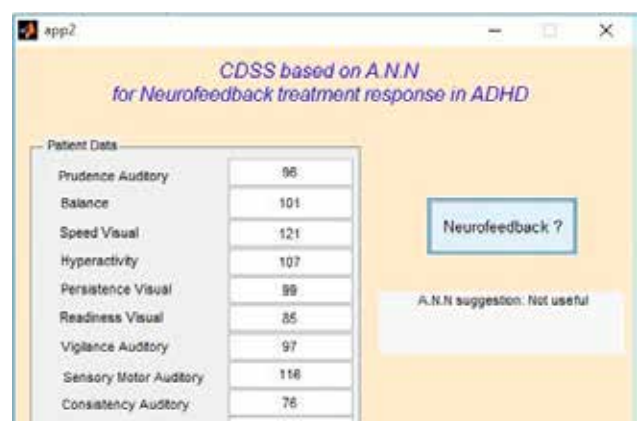 app2
CDSS based on A.N.N
for Neurofeedback treatment response in ADHD
Patient Data
Prudence Auditory 96
Balance 101
Speed Visual 121
Hyperactivity 107
Persistence Visual 99
Readiness Visual 85
Vigilance Auditory 97
Sensory Motor Auditory 116
Consistency Auditory 76
Neurofeedback ?
A.N.N suggestion: Not useful